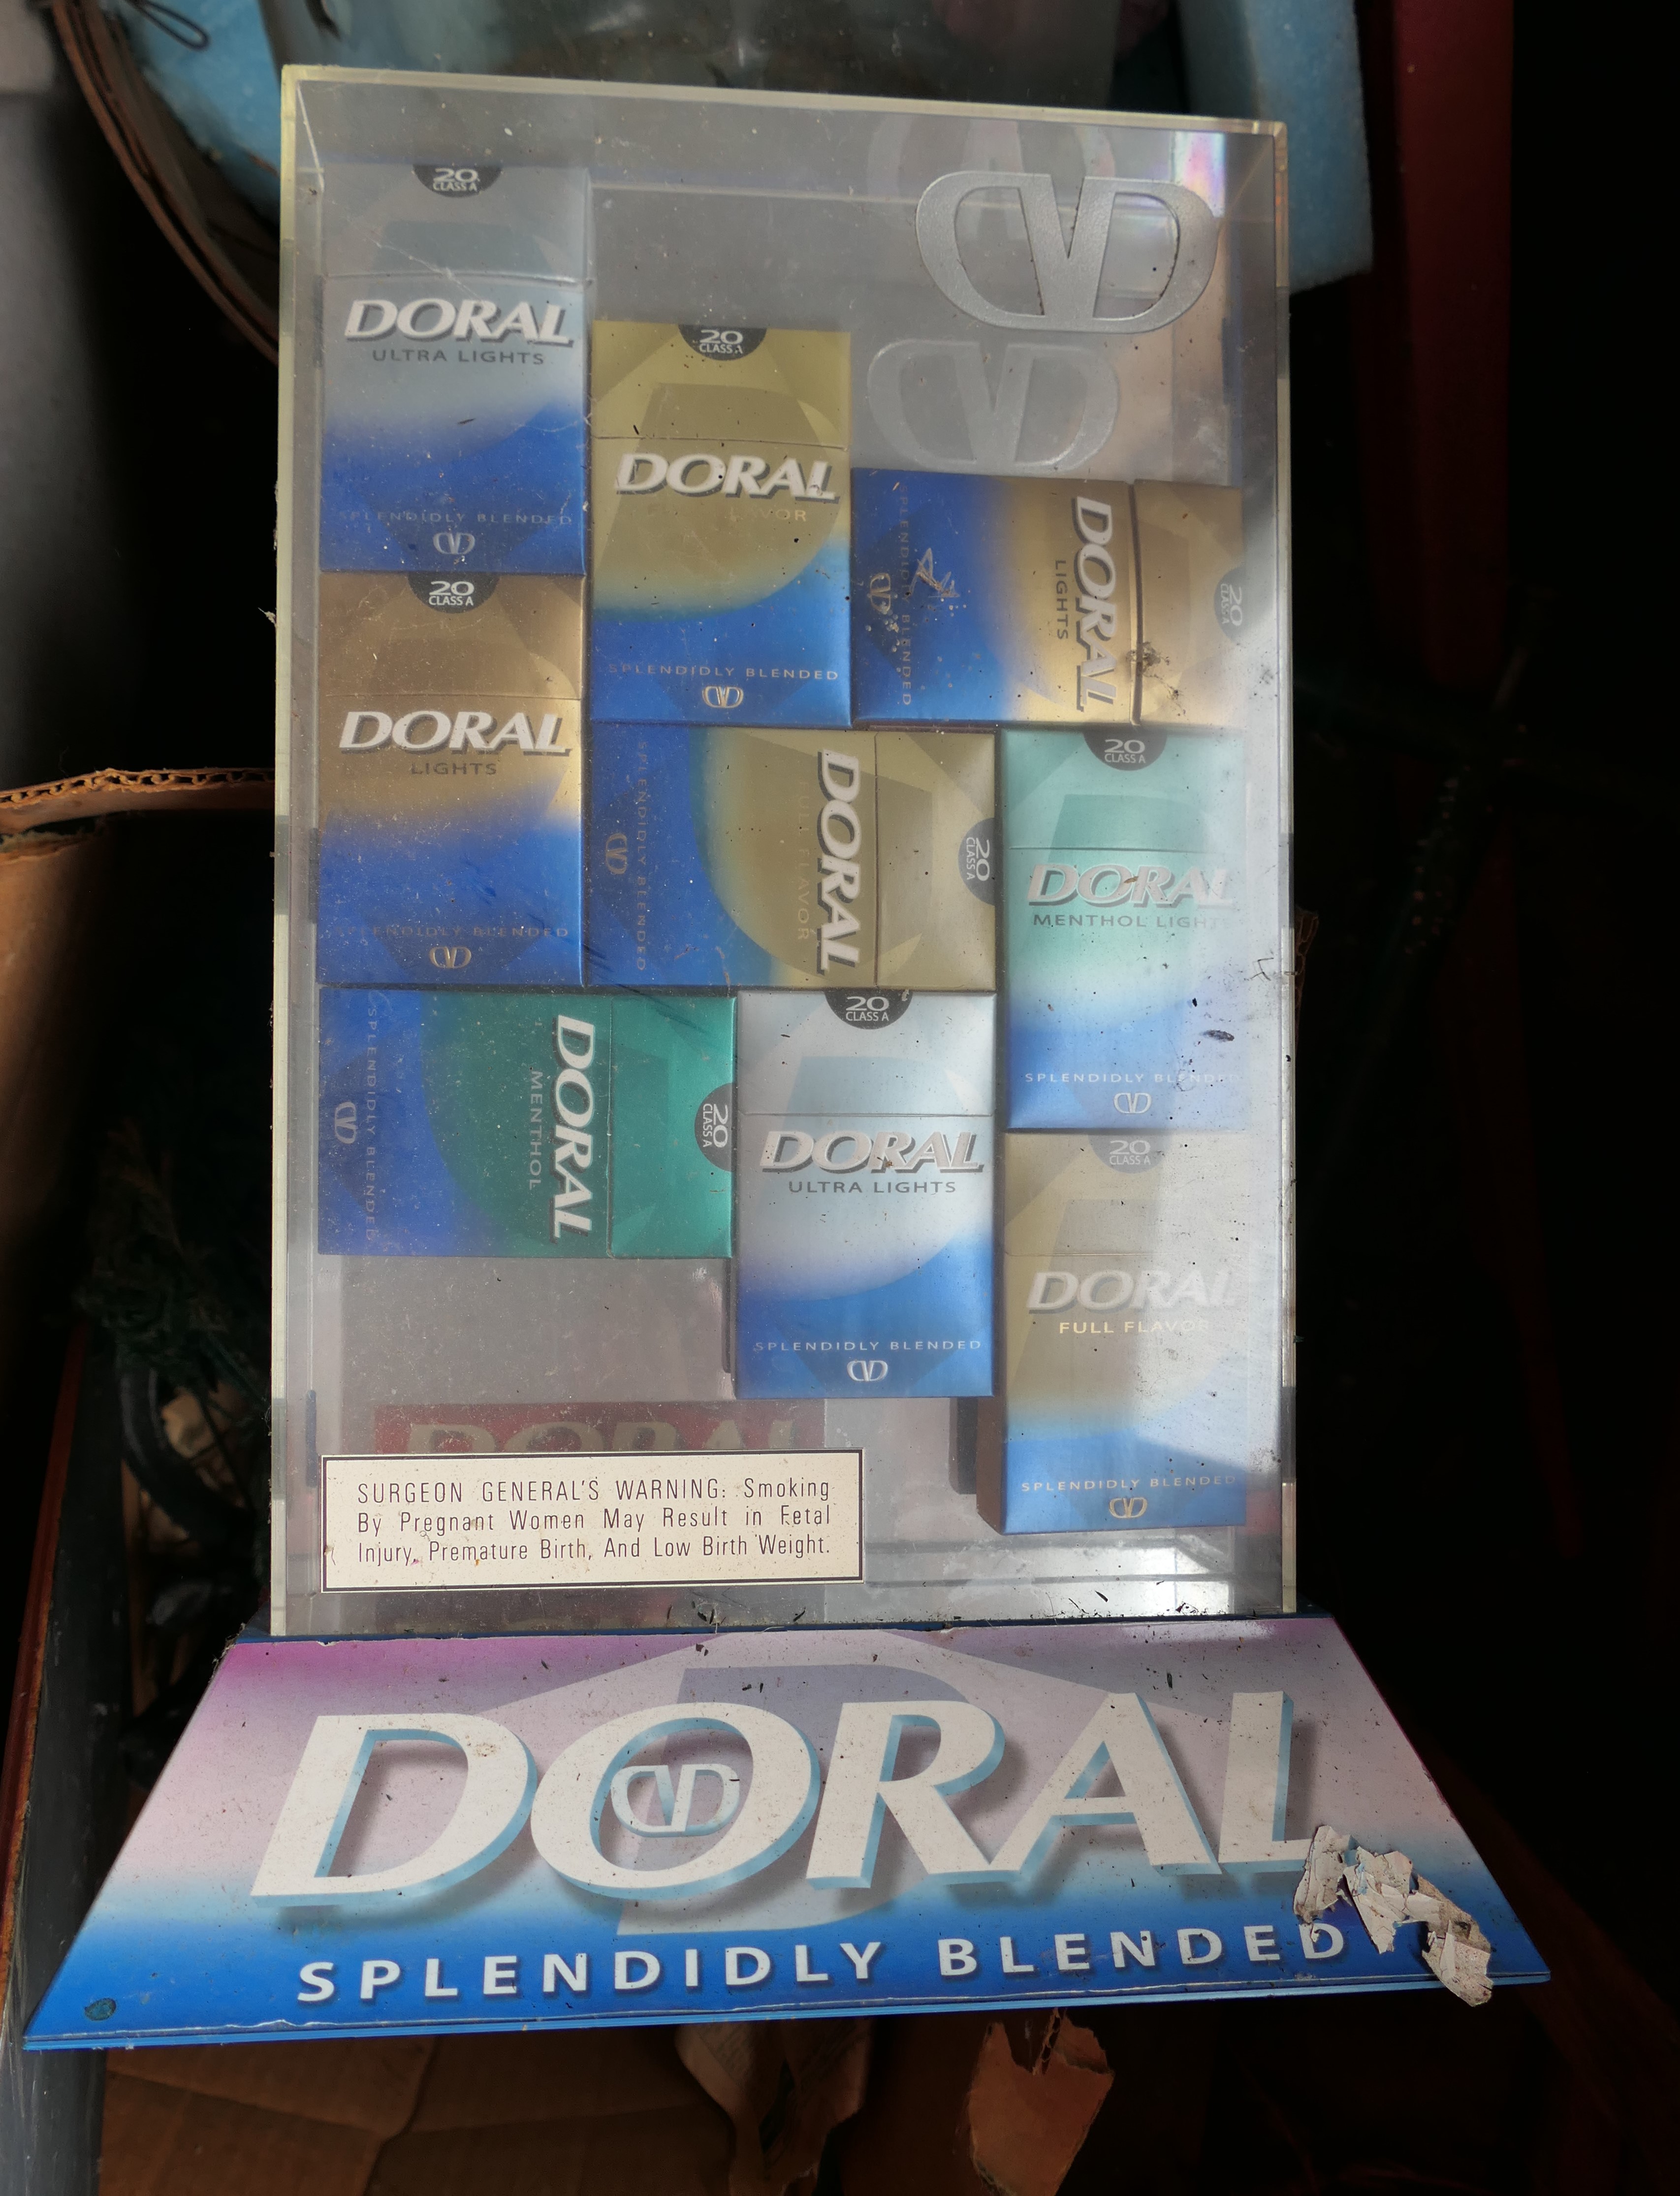 20
CLASS A
DORAL
ULTRA LIGHTS
SPLENDIDLY BLENDED
20
CLASS A
DORAL
SPLENDIDLY BLENDED
DORAL
LIGHTS
SPLENDIDLY BLENDED
20
20
CLASS A
DORAL
LIGHTS
SPLENDIDLY BLENDED
DORAL
FULL FLAVOR
SPLENDIDLY BLENDED
20
CLASS A
20
CLASS A
DORAL
MENTHOL LIGHTS
SPLENDIDLY BLENDED
DORAL
MENTHOL
SPLENDIDLY BLENDED
20
CLASS A
20
CLASS A
DORAL
ULTRA LIGHTS
SPLENDIDLY BLENDED
20
CLASS A
DORAL
FULL FLAVOR
SPLENDIDLY BLENDED
DORAL
SURGEON GENERAL'S WARNING: Smoking
By Pregnant Women May Result in Fetal
Injury, Premature Birth, And Low Birth Weight.
DORAL
SPLENDIDLY BLENDED